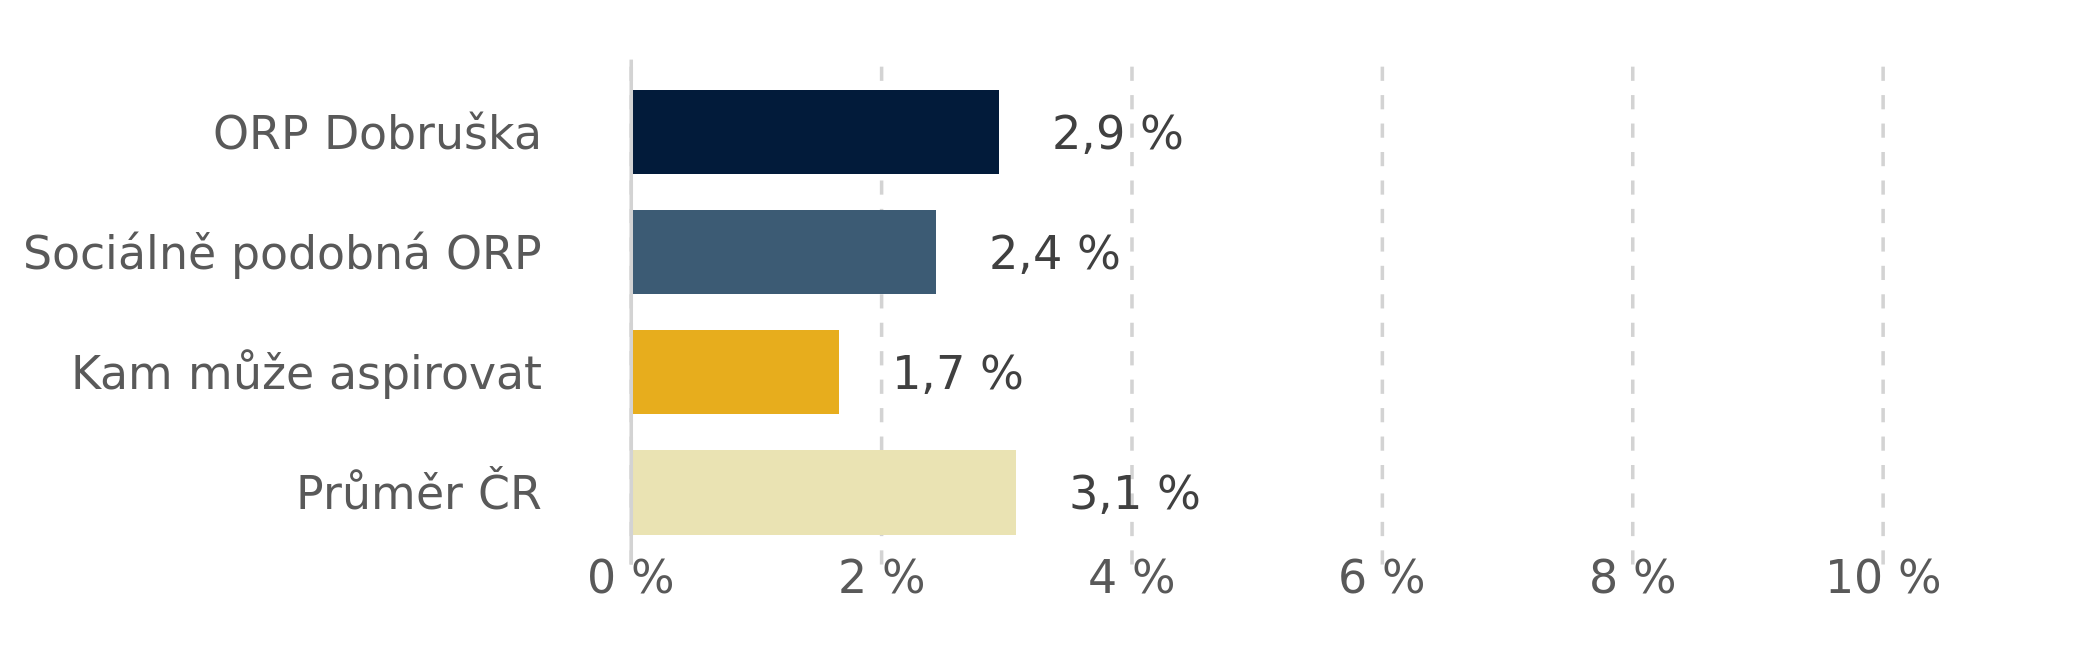 ORP Dobruška
2,9 %
Sociálně podobná ORP
2,4 %
Kam může aspirovat
1,7 %
Průměr ČR
3,1 %
0 %
2 %
4 %
6 %
8 %
10 %